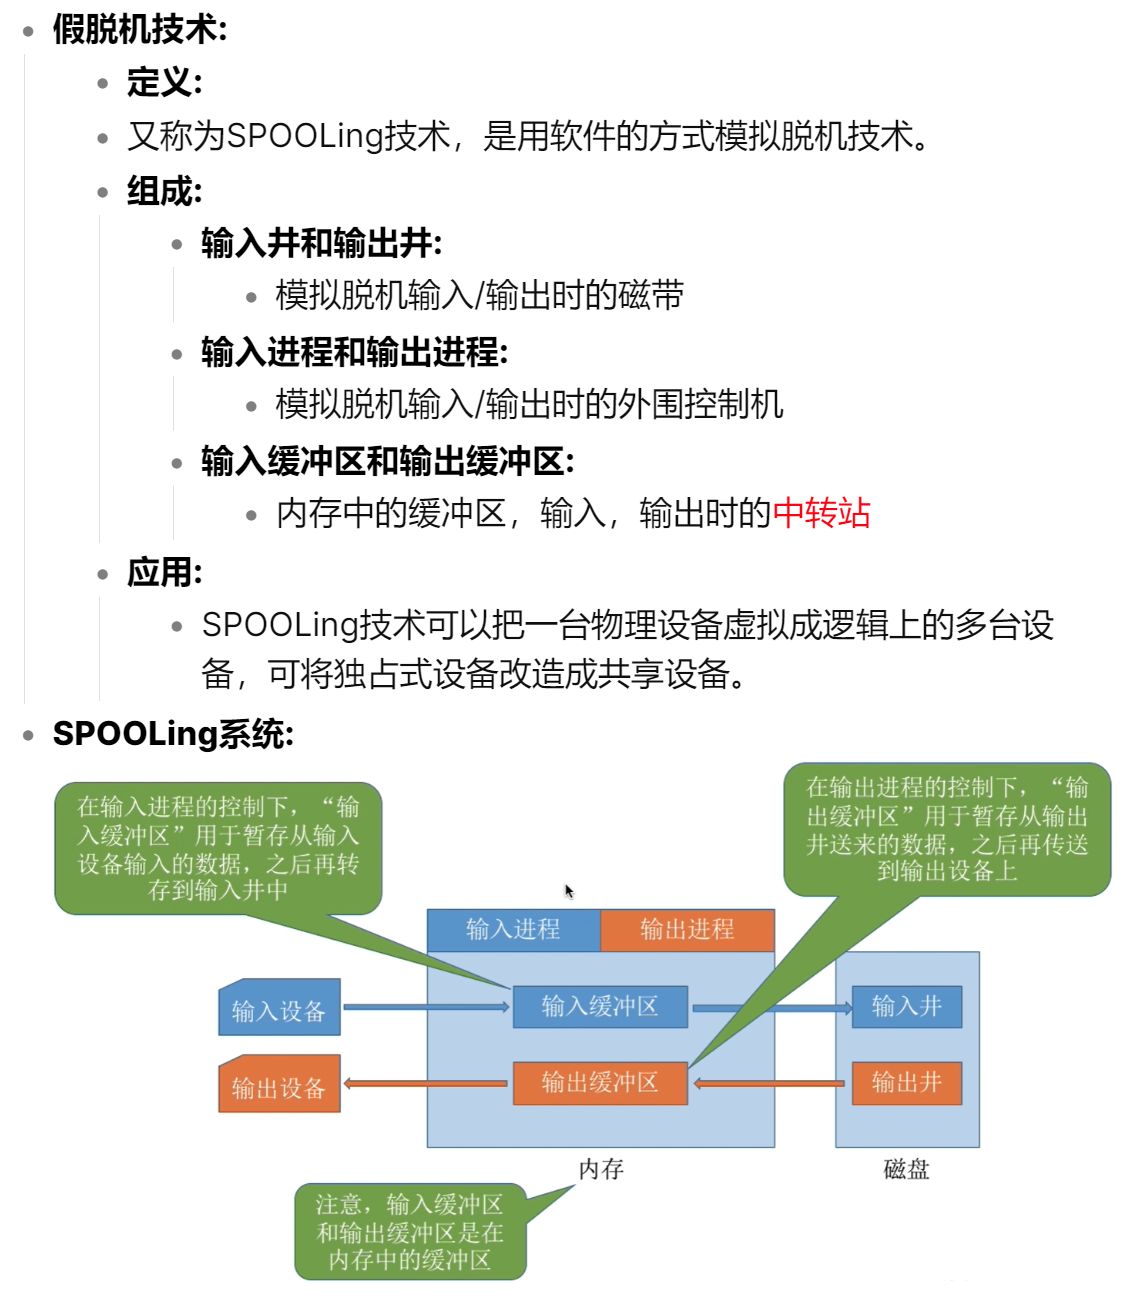 假脱机技术:
定义:
又称为SPOOLing技术，是用软件的方式模拟脱机技术。
组成:
输入井和输出井:
模拟脱机输入/输出时的磁带
输入进程和输出进程:
模拟脱机输入/输出时的外围控制机
输入缓冲区和输出缓冲区:
内存中的缓冲区，输入，输出时的中转站
应用:
SPOOLing技术可以把一台物理设备虚拟成逻辑上的多台设
备，可将独占式设备改造成共享设备。
SPOOLing系统:
在输入进程的控制下，“输
入缓冲区”用于暂存从输入
设备输入的数据，之后再转
存到输入井中
在输出进程的控制下，“输
出缓冲区”用于暂存从输出
井送来的数据，之后再传送
到输出设备上
输入进程
输出进程
输入设备
输入缓冲区
输入井
输出设备
输出缓冲区
输出井
内存
磁盘
注意，输入缓冲区
和输出缓冲区是在
内存中的缓冲区